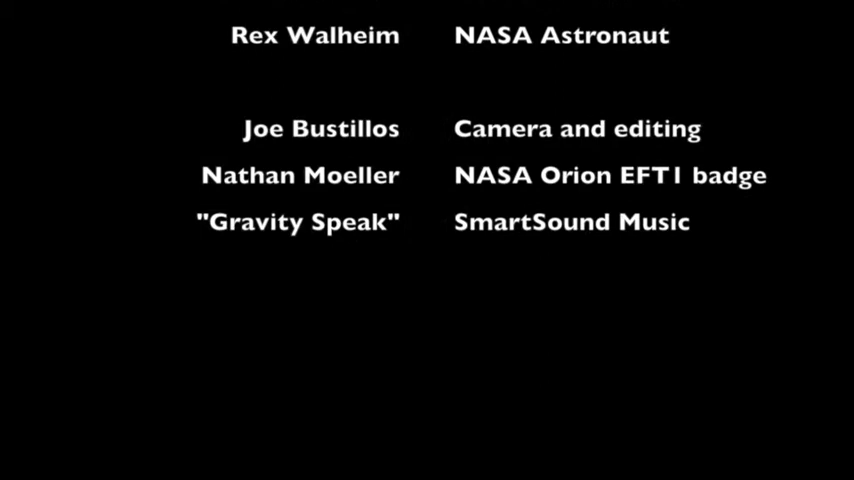 Rex Walheim NASA Astronaut
Joe Bustillos Camera and editing
Nathan Moeller NASA Orion EFT1 badge
"Gravity Speak" SmartSound Music